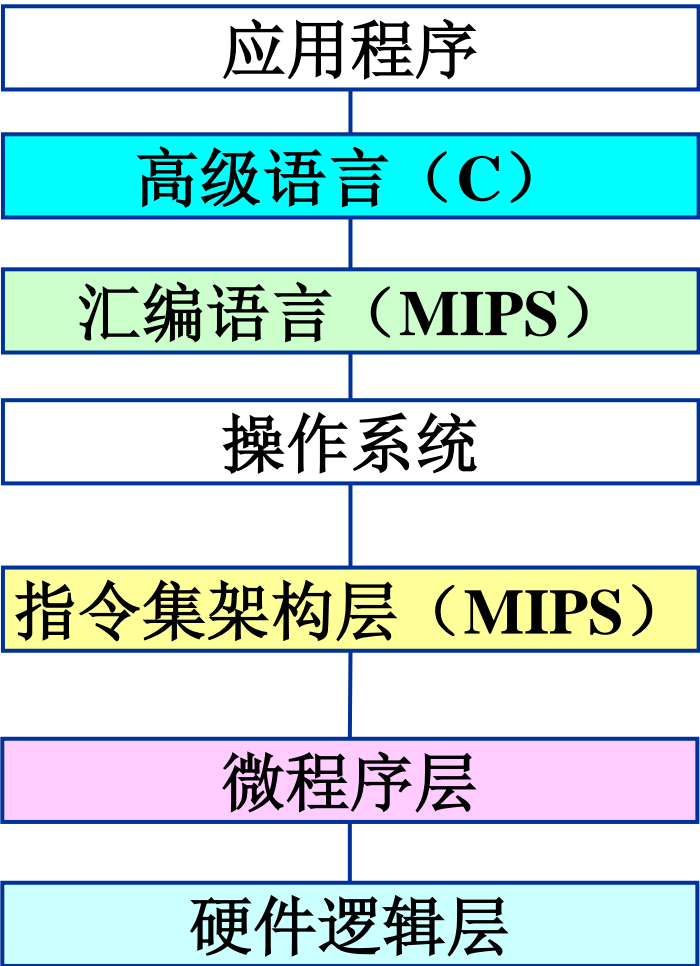 应用程序
高级语言（C）
汇编语言（MIPS）
操作系统
指令集架构层（MIPS）
微程序层
硬件逻辑层